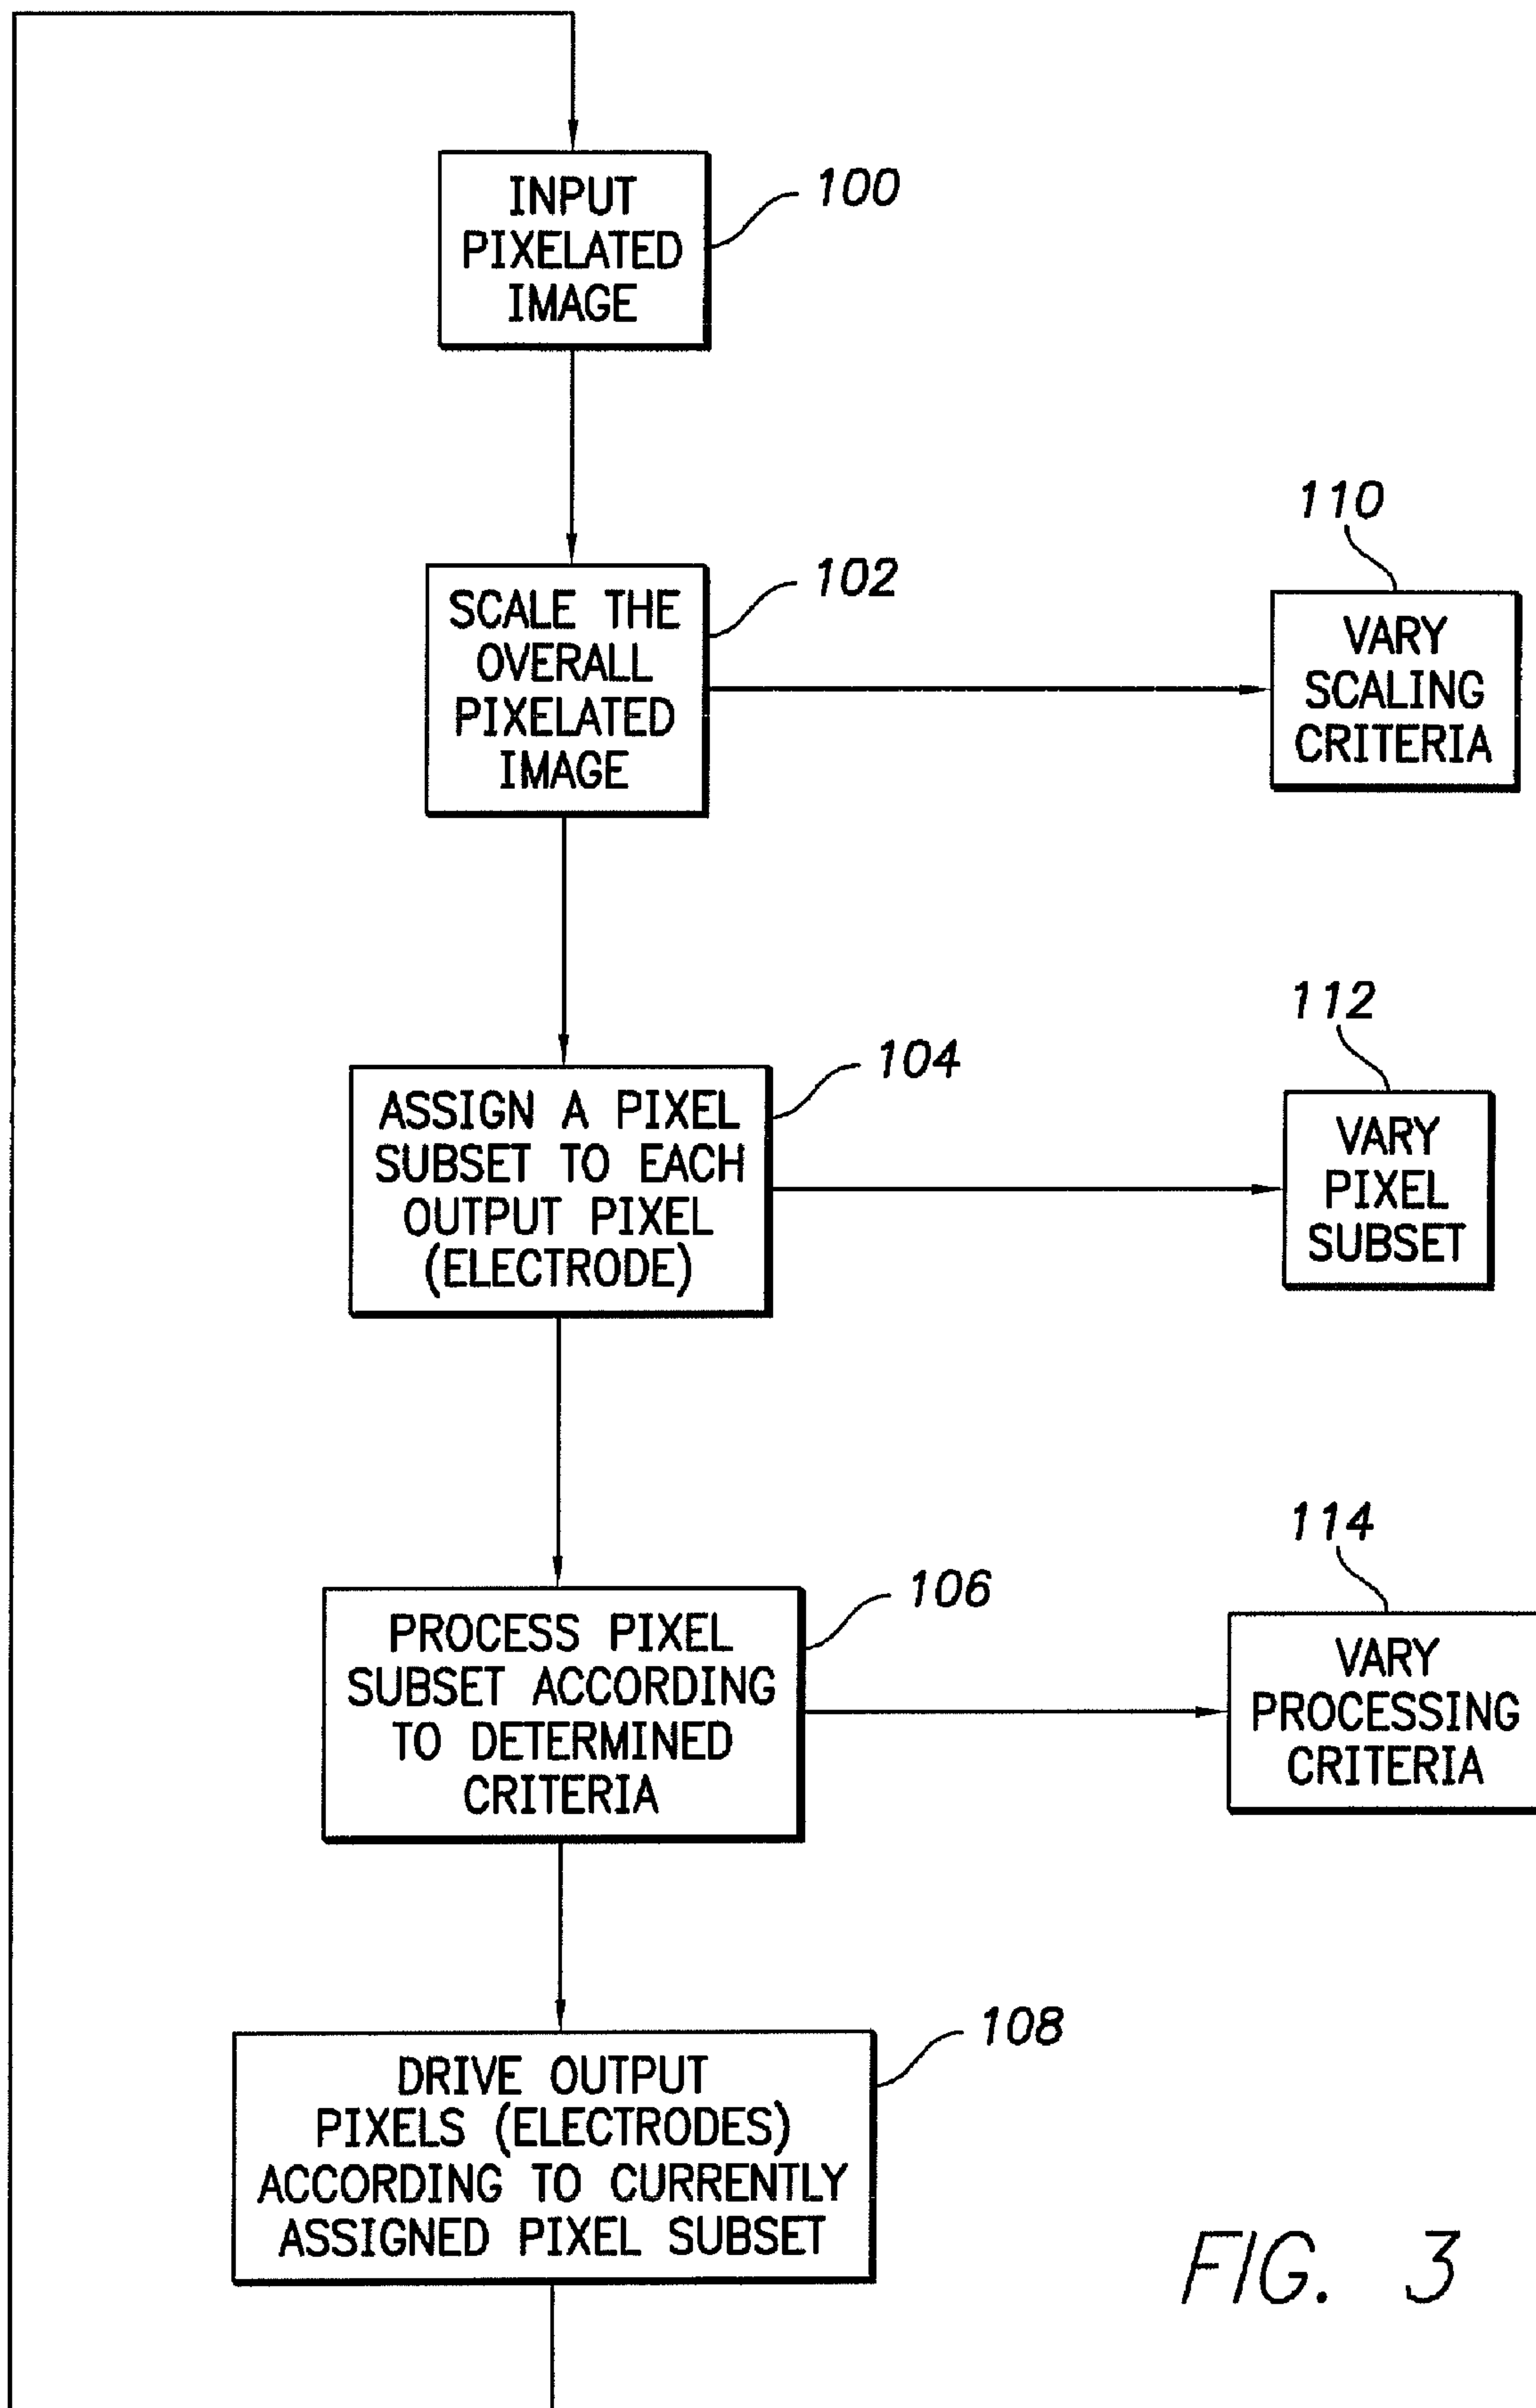 INPUT
PIXELATED
IMAGE
100
SCALE THE
OVERALL
PIXELATED
IMAGE
102
110
VARY
SCALING
CRITERIA
ASSIGN A PIXEL
SUBSET TO EACH
OUTPUT PIXEL
(ELECTRODE)
104
112
VARY
PIXEL
SUBSET
PROCESS PIXEL
SUBSET ACCORDING
TO DETERMINED
CRITERIA
106
114
VARY
PROCESSING
CRITERIA
DRIVE OUTPUT
PIXELS (ELECTRODES)
ACCORDING TO CURRENTLY
ASSIGNED PIXEL SUBSET
108
FIG. 3